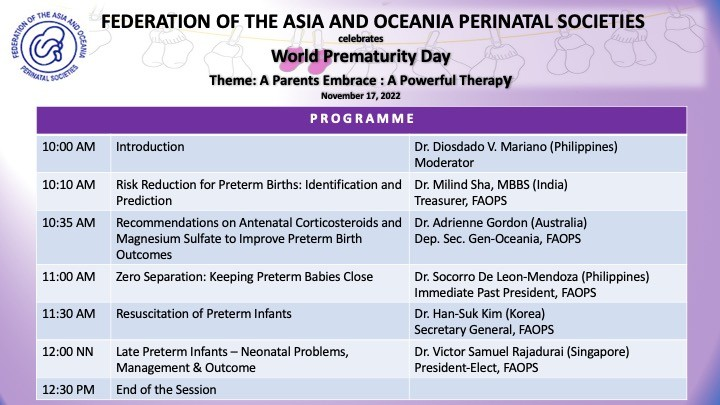 FEDERATION OF THE ASIA AND OCEANIA PERINATAL SOCIETIES
FEDERATION OF THE ASIA AND OCEANIA PERINATAL SOCIETIES
celebrates
World Prematurity Day
Theme: A Parents Embrace : A Powerful Therapy
November 17, 2022
PROGRAMME
10:00 AM Introduction Dr. Diosdado V. Mariano (Philippines)
Moderator
10:10 AM Risk Reduction for Preterm Births: Identification and Dr. Milind Sha, MBBS (India)
Prediction Treasurer, FAOPS
10:35 AM Recommendations on Antenatal Corticosteroids and Dr. Adrienne Gordon (Australia)
Magnesium Sulfate to Improve Preterm Birth Dep. Sec. Gen-Oceania, FAOPS
Outcomes
11:00 AM Zero Separation: Keeping Preterm Babies Close Dr. Socorro De Leon-Mendoza (Philippines)
Immediate Past President, FAOPS
11:30 AM Resuscitation of Preterm Infants Dr. Han-Suk Kim (Korea)
Secretary General, FAOPS
12:00 NN Late Preterm Infants – Neonatal Problems, Dr. Victor Samuel Rajadurai (Singapore)
Management & Outcome President-Elect, FAOPS
12:30 PM End of the Session